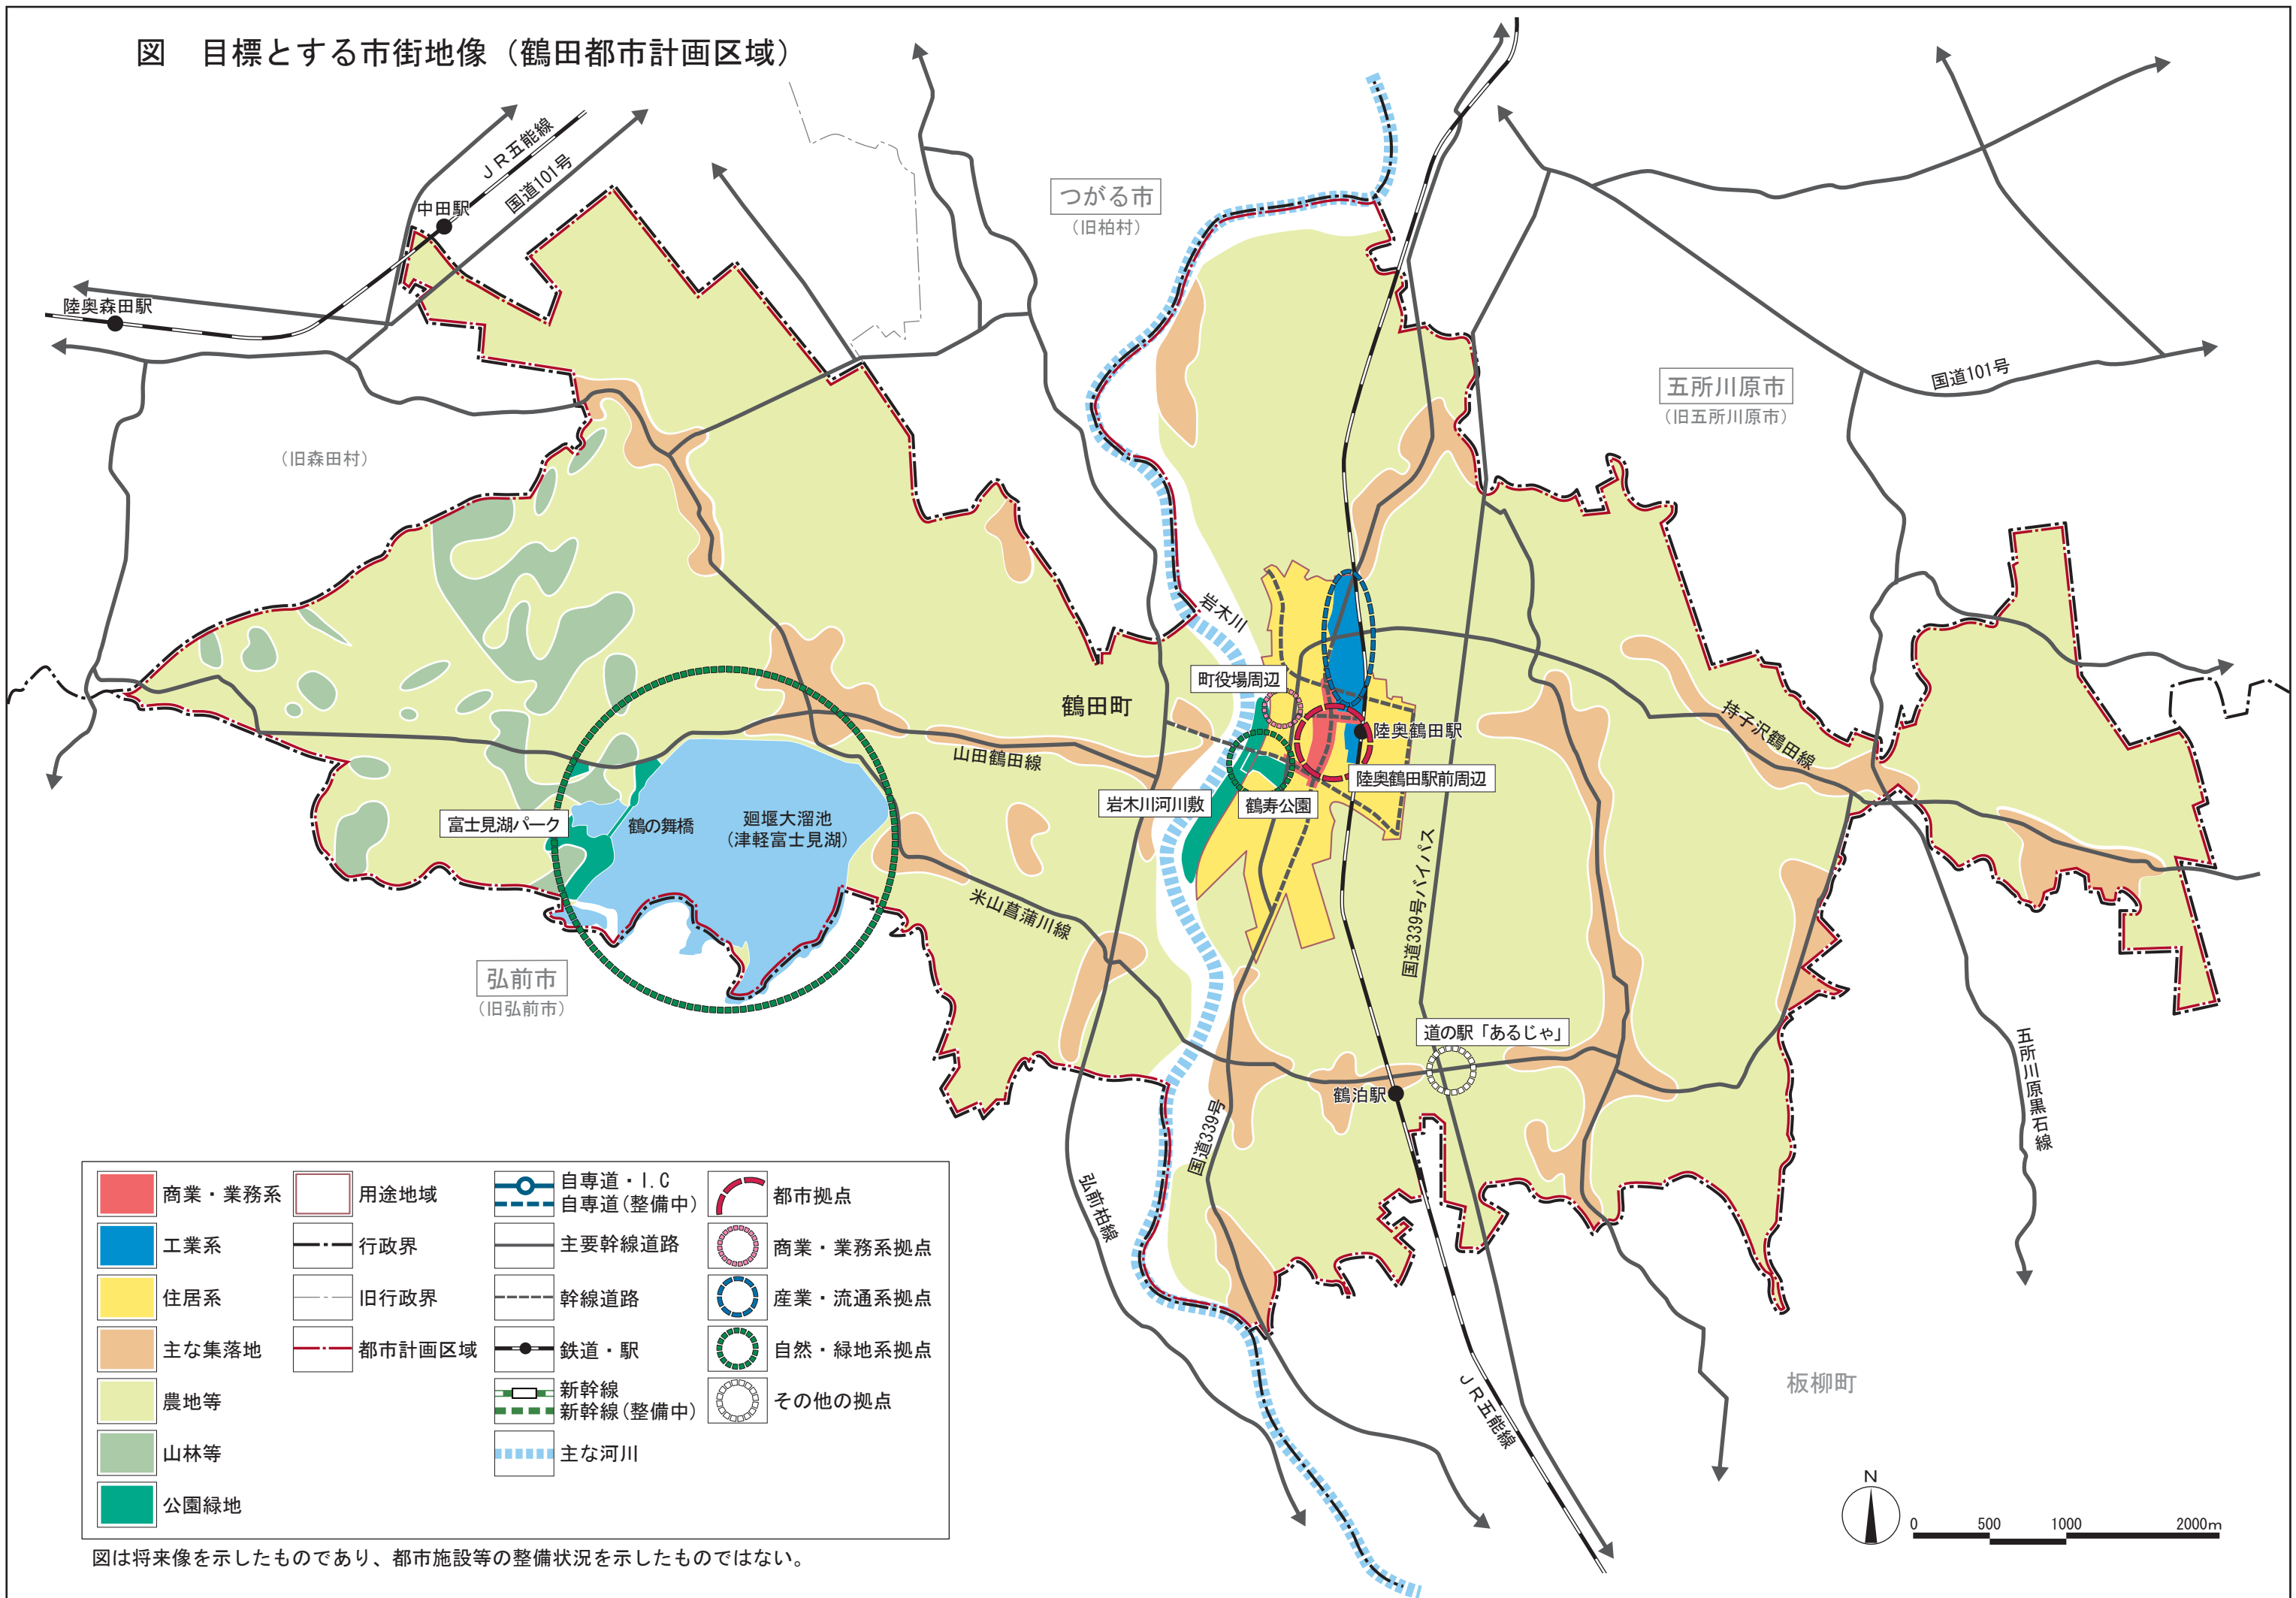 図　目標とする市街地像（鶴田都市計画区域）
ＪＲ五能線
国道101号
中田駅
陸奥森田駅
つがる市
（旧柏村）
五所川原市
（旧五所川原市）
国道101号
（旧森田村）
岩木川
町役場周辺
鶴田町
陸奥鶴田駅
持子沢鶴田線
山田鶴田線
陸奥鶴田駅前周辺
岩木川河川敷
鶴寿公園
富士見湖パーク
鶴の舞橋
廻堰大溜池
（津軽富士見湖）
国道339号バイパス
米山菖蒲川線
弘前市
（旧弘前市）
道の駅「あるじゃ」
鶴泊駅
国道339号
五所川原黒石線
弘前柏線
ＪＲ五能線
板柳町
商業・業務系
工業系
住居系
主な集落地
農地等
山林等
公園緑地
用途地域
行政界
旧行政界
都市計画区域
自専道・I.C
自専道(整備中)
主要幹線道路
幹線道路
鉄道・駅
新幹線
新幹線(整備中)
主な河川
都市拠点
商業・業務系拠点
産業・流通系拠点
自然・緑地系拠点
その他の拠点
N
0 500 1000 2000m
図は将来像を示したものであり、都市施設等の整備状況を示したものではない。